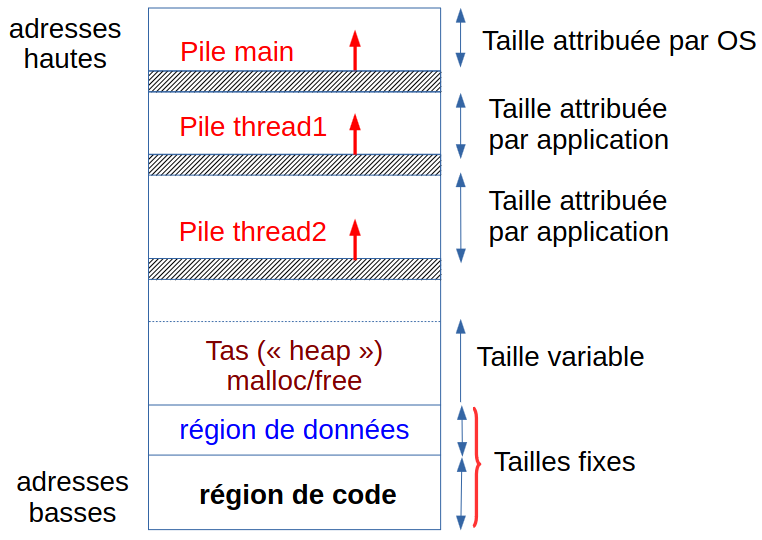 adresses
hautes
Pile main
Taille attribuée par OS
Pile thread1
Taille attribuée
par application
Pile thread2
Taille attribuée
par application
Tas (« heap »)
malloc/free
Taille variable
région de données
Tailles fixes
adresses
basses
région de code